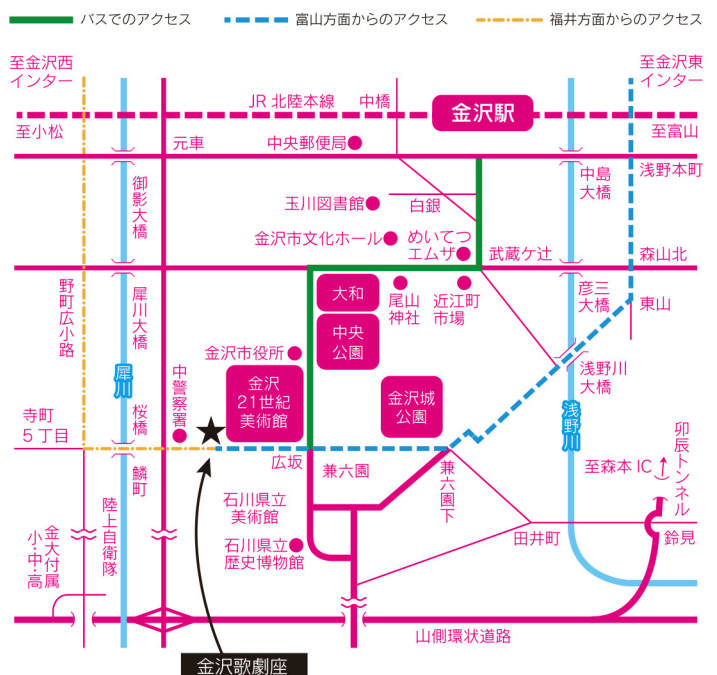 バスでのアクセス
富山方面からのアクセス
福井方面からのアクセス
至金沢西
インター
至金沢東
インター
JR 北陸本線
中橋
金沢駅
至小松
至富山
元車
中央郵便局
中島
大橋
浅野本町
御影大橋
玉川図書館
白銀
金沢市文化ホール
めいてつ
エムザ
武蔵ケ辻
森山北
野町広小路
犀川大橋
大和
尾山
神社
近江町
市場
彦三
大橋
東山
中央
公園
金沢市役所
浅野川
大橋
犀川
中警察署
金沢
21世紀
美術館
金沢城
公園
浅野川
寺町
5丁目
桜橋
広坂
兼六園
兼六園下
至森本 IC
卯辰トンネル
鱗町
陸上自衛隊
石川県立
美術館
金大付属
小・中・高
石川県立
歴史博物館
田井町
鈴見
山側環状道路
金沢歌劇座